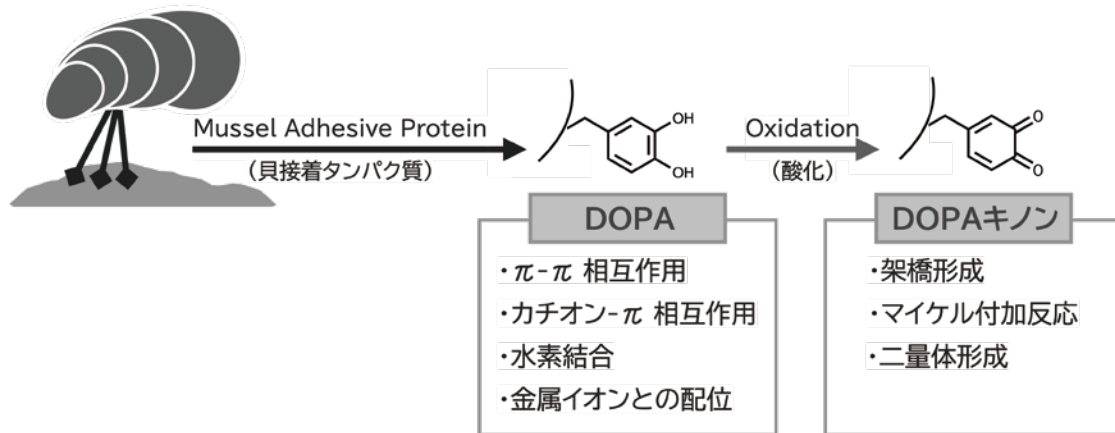 Mussel Adhesive Protein
(貝接着タンパク質)
OH
OH
Oxidation
(酸化)
O
O
DOPA
・π-π 相互作用
・カチオン-π 相互作用
・水素結合
・金属イオンとの配位
DOPAキノン
・架橋形成
・マイケル付加反応
・二量体形成